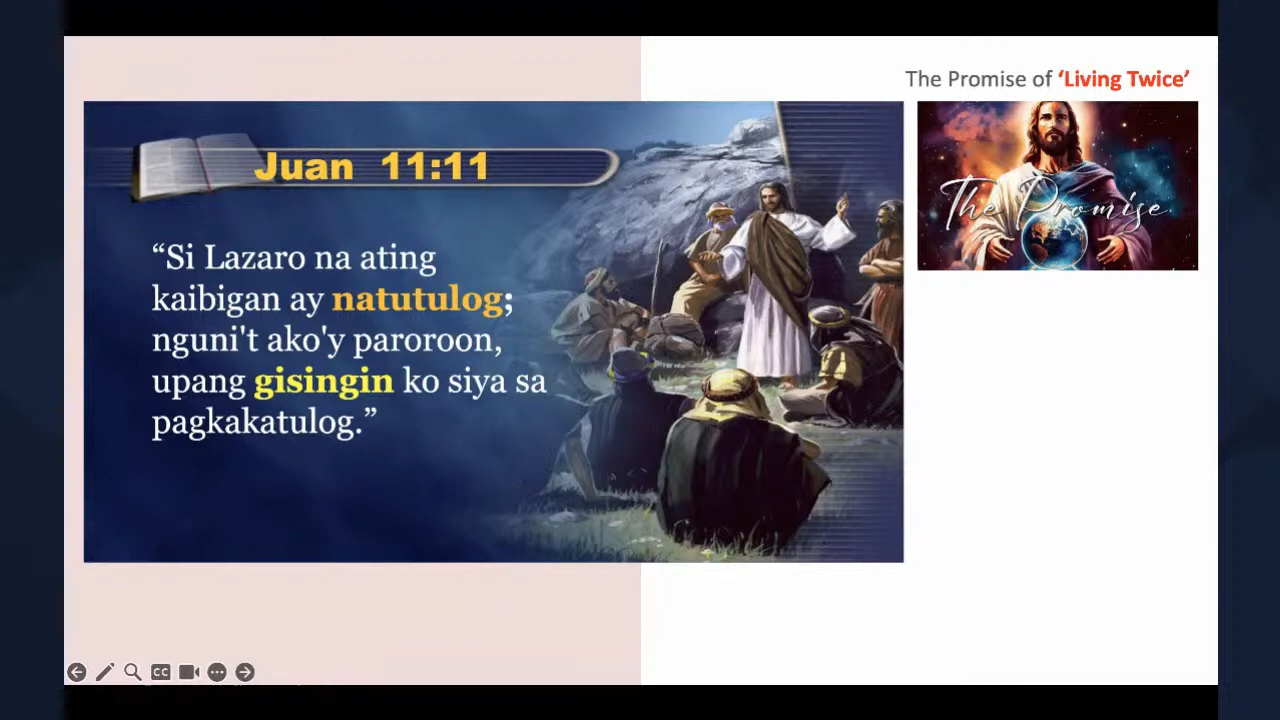 The Promise of ‘Living Twice’
Juan 11:11
“Si Lazaro na ating
kaibigan ay natutulog;
nguni't ako'y paroroon,
upang gisingin ko siya sa
pagkakatulog.”
The Promise
CC